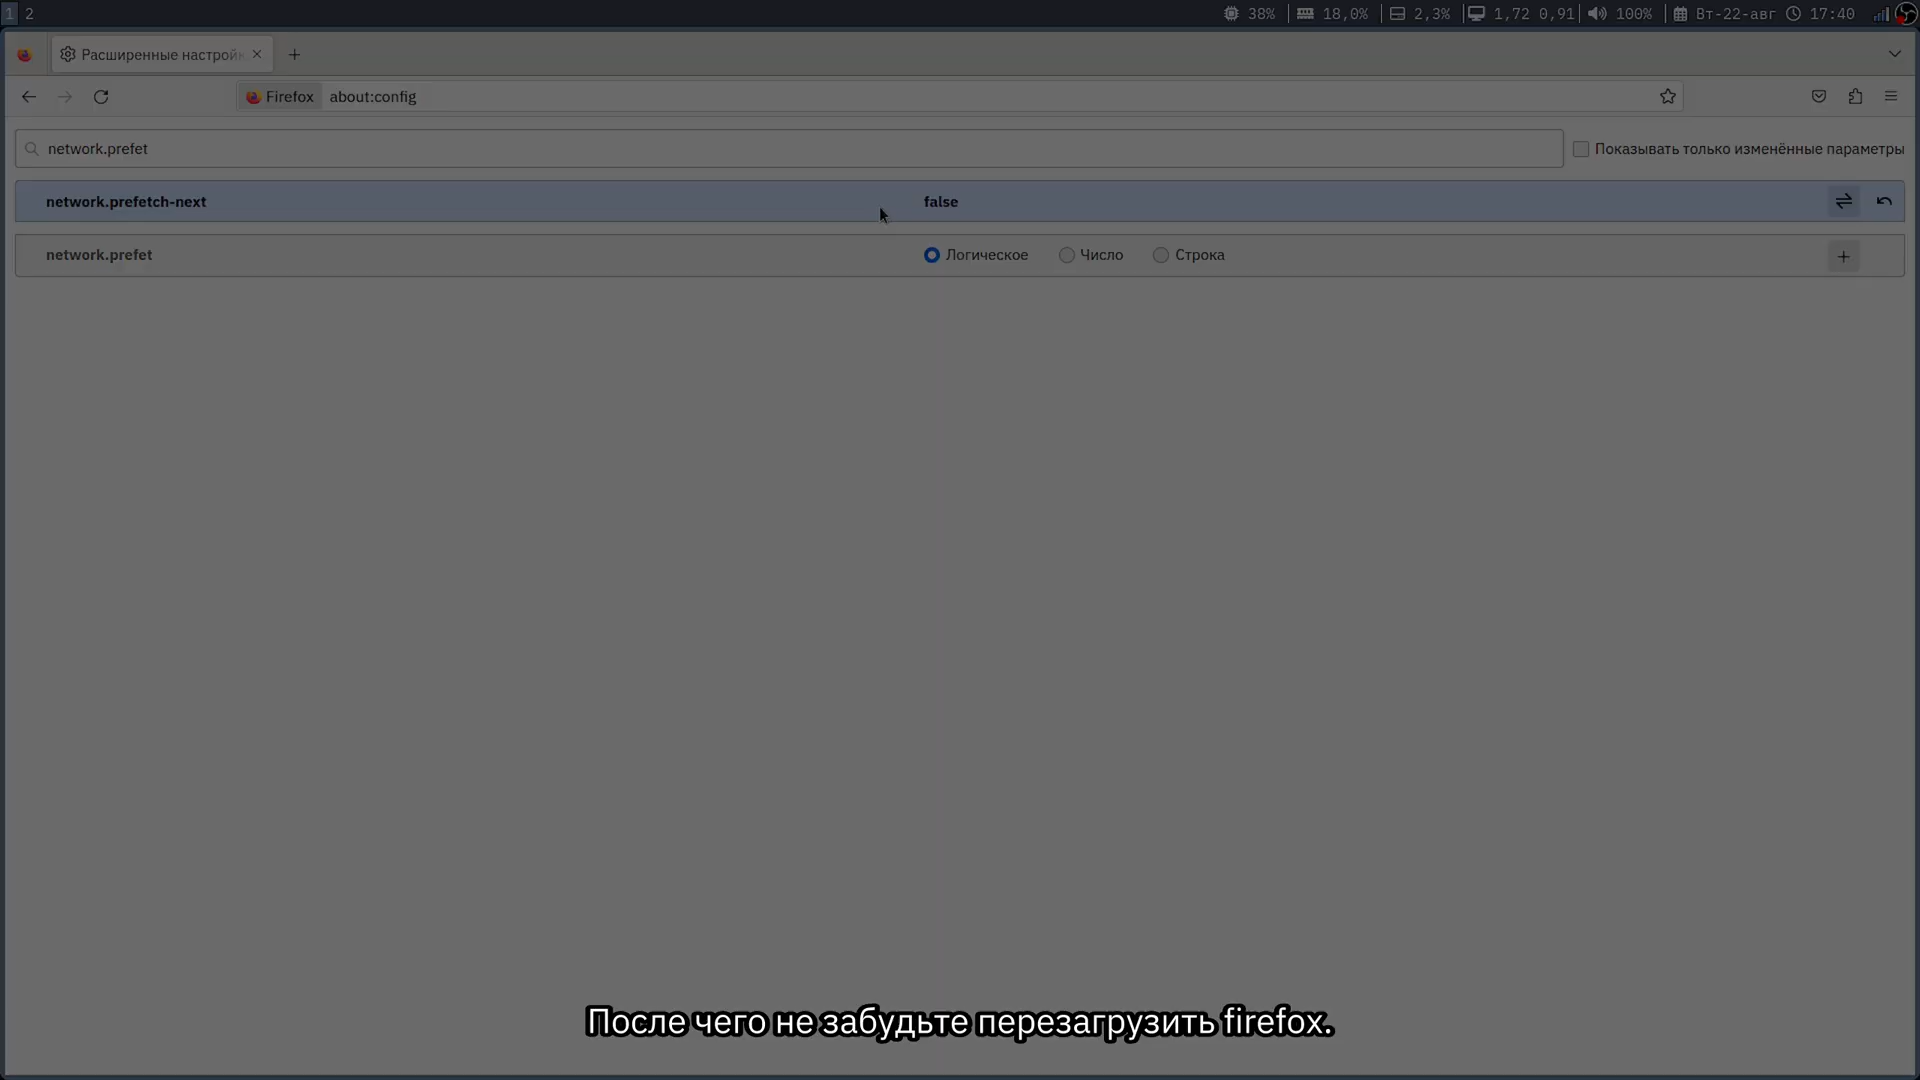 1 2 38% 18,0% 2,3% 1,72 0,91 100% Вт-22-авг 17:40
Расширенные настройк
Firefox about:config
network.prefet Показывать только изменённые параметры
network.prefetch-next false
network.prefet Логическое Число Строка
После чего не забудьте перезагрузить firefox.